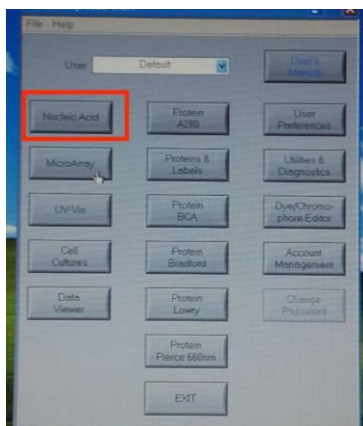 File Help
User Default
User's
Manual
Nucleic Acid
Protein
A280
User
Preferences
MicroArray
Proteins &
Labels
Utilities &
Diagnostics
UV-Vis
Protein
BCA
Dye/Chromo-
phore Editor
Cell
Cultures
Protein
Bradford
Account
Management
Data
Viewer
Protein
Lowry
Change
Password
Protein
Pierce 660nm
EXIT